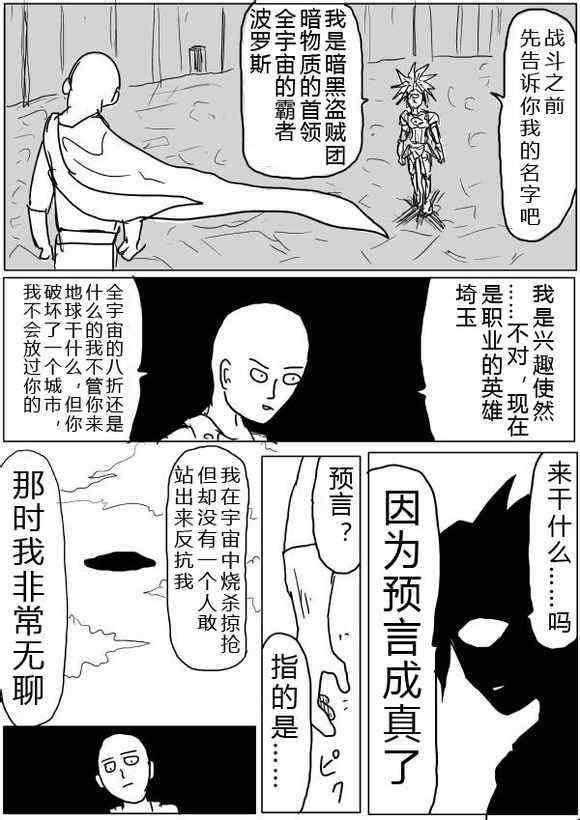 战斗之前
先告诉你我的名字吧
我是暗黑盗贼团
暗物质的首领
全宇宙的霸者
波罗斯
我是兴趣使然
……不对，现在
是职业的英雄
埼玉
全宇宙的八折还是
什么的我不管你来
地球干什么，但你
破坏了一个城市，
我不会放过你的
来干什么……吗
因为预言成真了
预言？
指的是……
ピク
我在宇宙中烧杀掠抢
但却没有一个人敢
站出来反抗我
那时我非常无聊